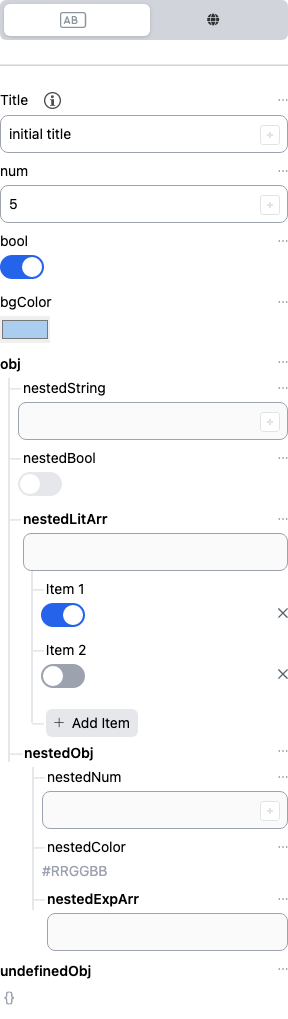 AB
Title
initial title
num
5
bool
bgColor
obj
nestedString
nestedBool
nestedLitArr
Item 1
Item 2
+ Add Item
nestedObj
nestedNum
nestedColor
#RRGGBB
nestedExpArr
undefinedObj
{}